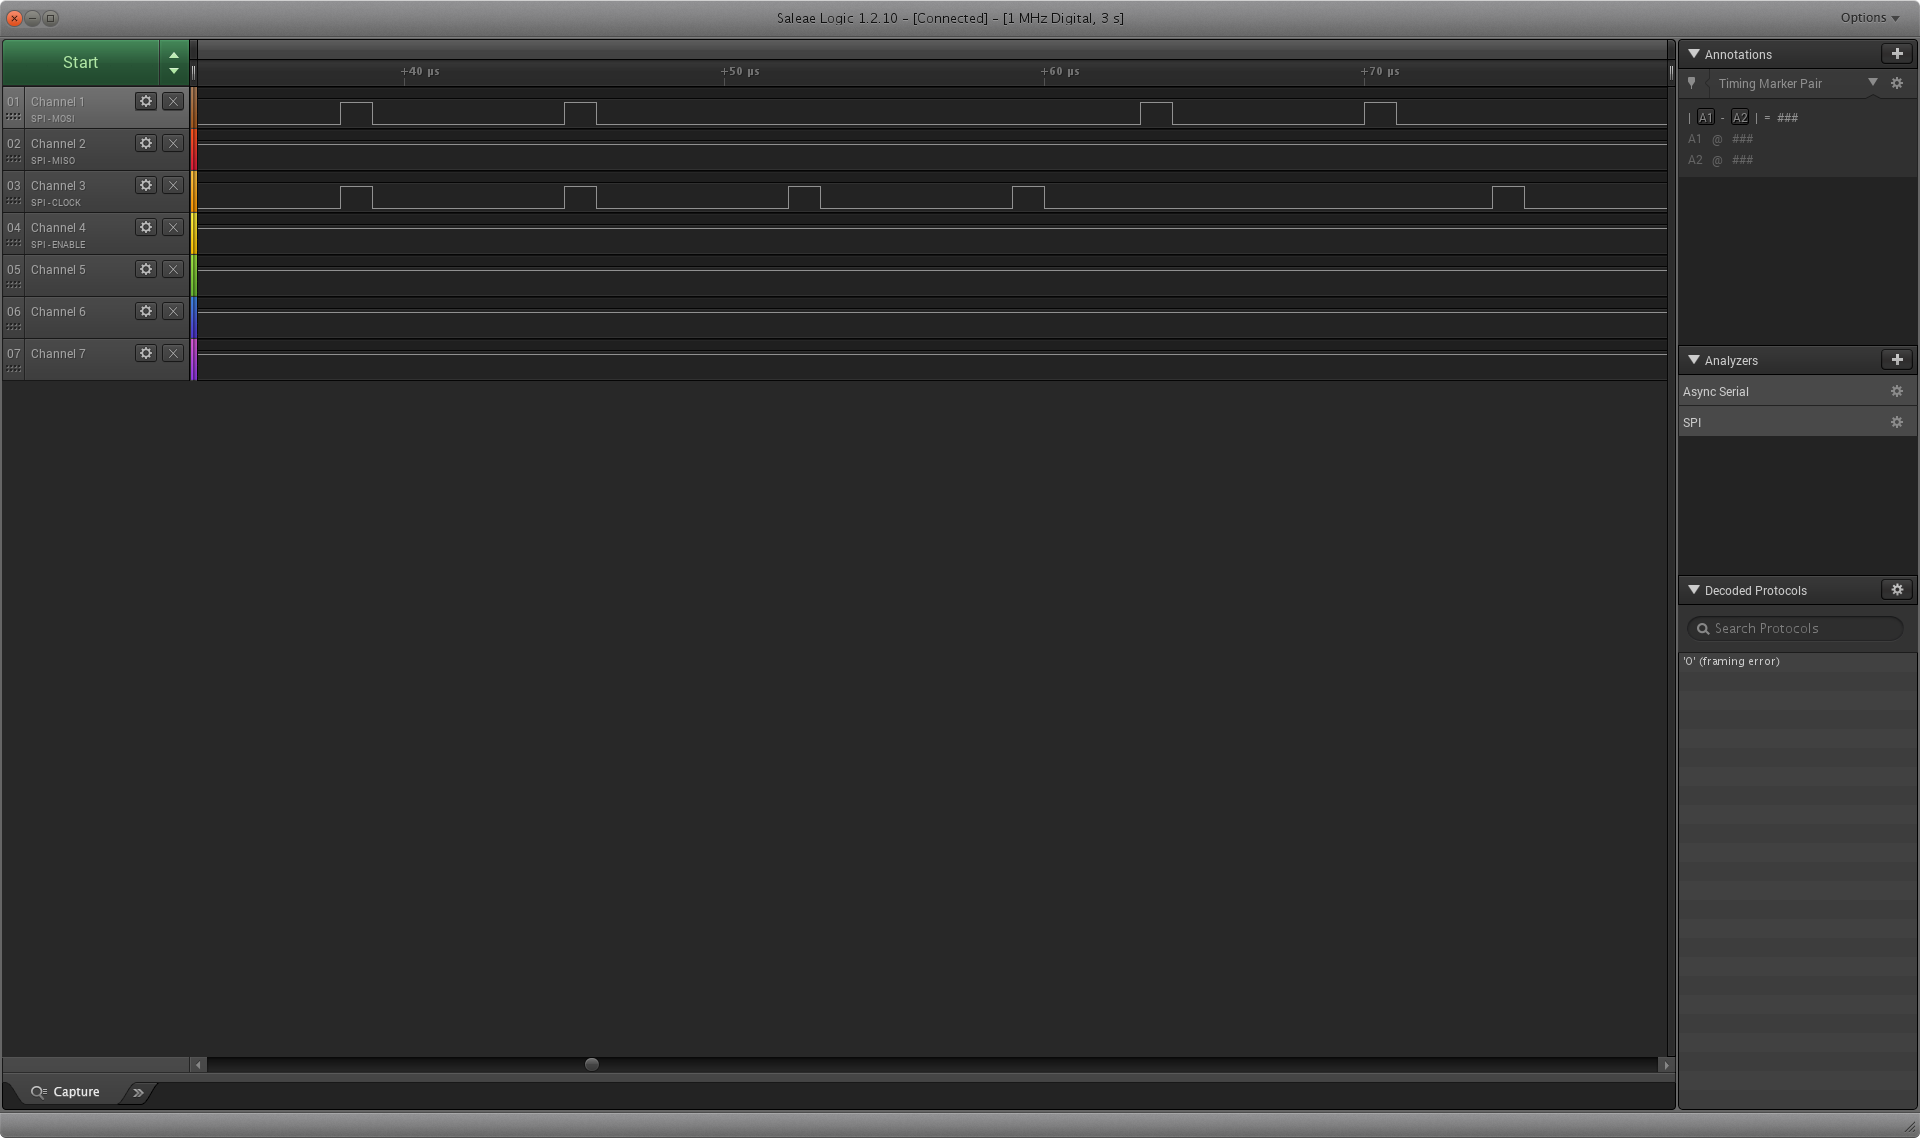 Saleae Logic 1.2.10 - [Connected] - [1 MHz Digital, 3 s]
Options
Start
+40 µs
+50 µs
+60 µs
+70 µs
01
Channel 1
SPI - MOSI
02
Channel 2
SPI - MISO
03
Channel 3
SPI - CLOCK
04
Channel 4
SPI - ENABLE
05
Channel 5
06
Channel 6
07
Channel 7
Annotations
Timing Marker Pair
| A1 - A2 | = ###
A1 @ ###
A2 @ ###
Analyzers
Async Serial
SPI
Decoded Protocols
Search Protocols
'0' (framing error)
Capture